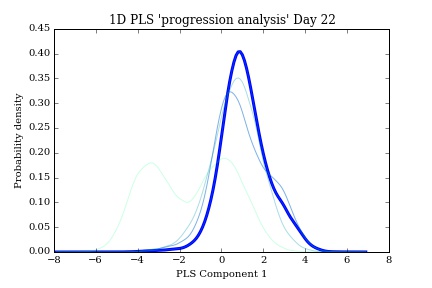 1D PLS 'progression analysis' Day 22
0.45
0.40
0.35
0.30
0.25
0.20
0.15
0.10
0.05
0.00
Probability density
−8 −6 −4 −2 0 2 4 6 8
PLS Component 1